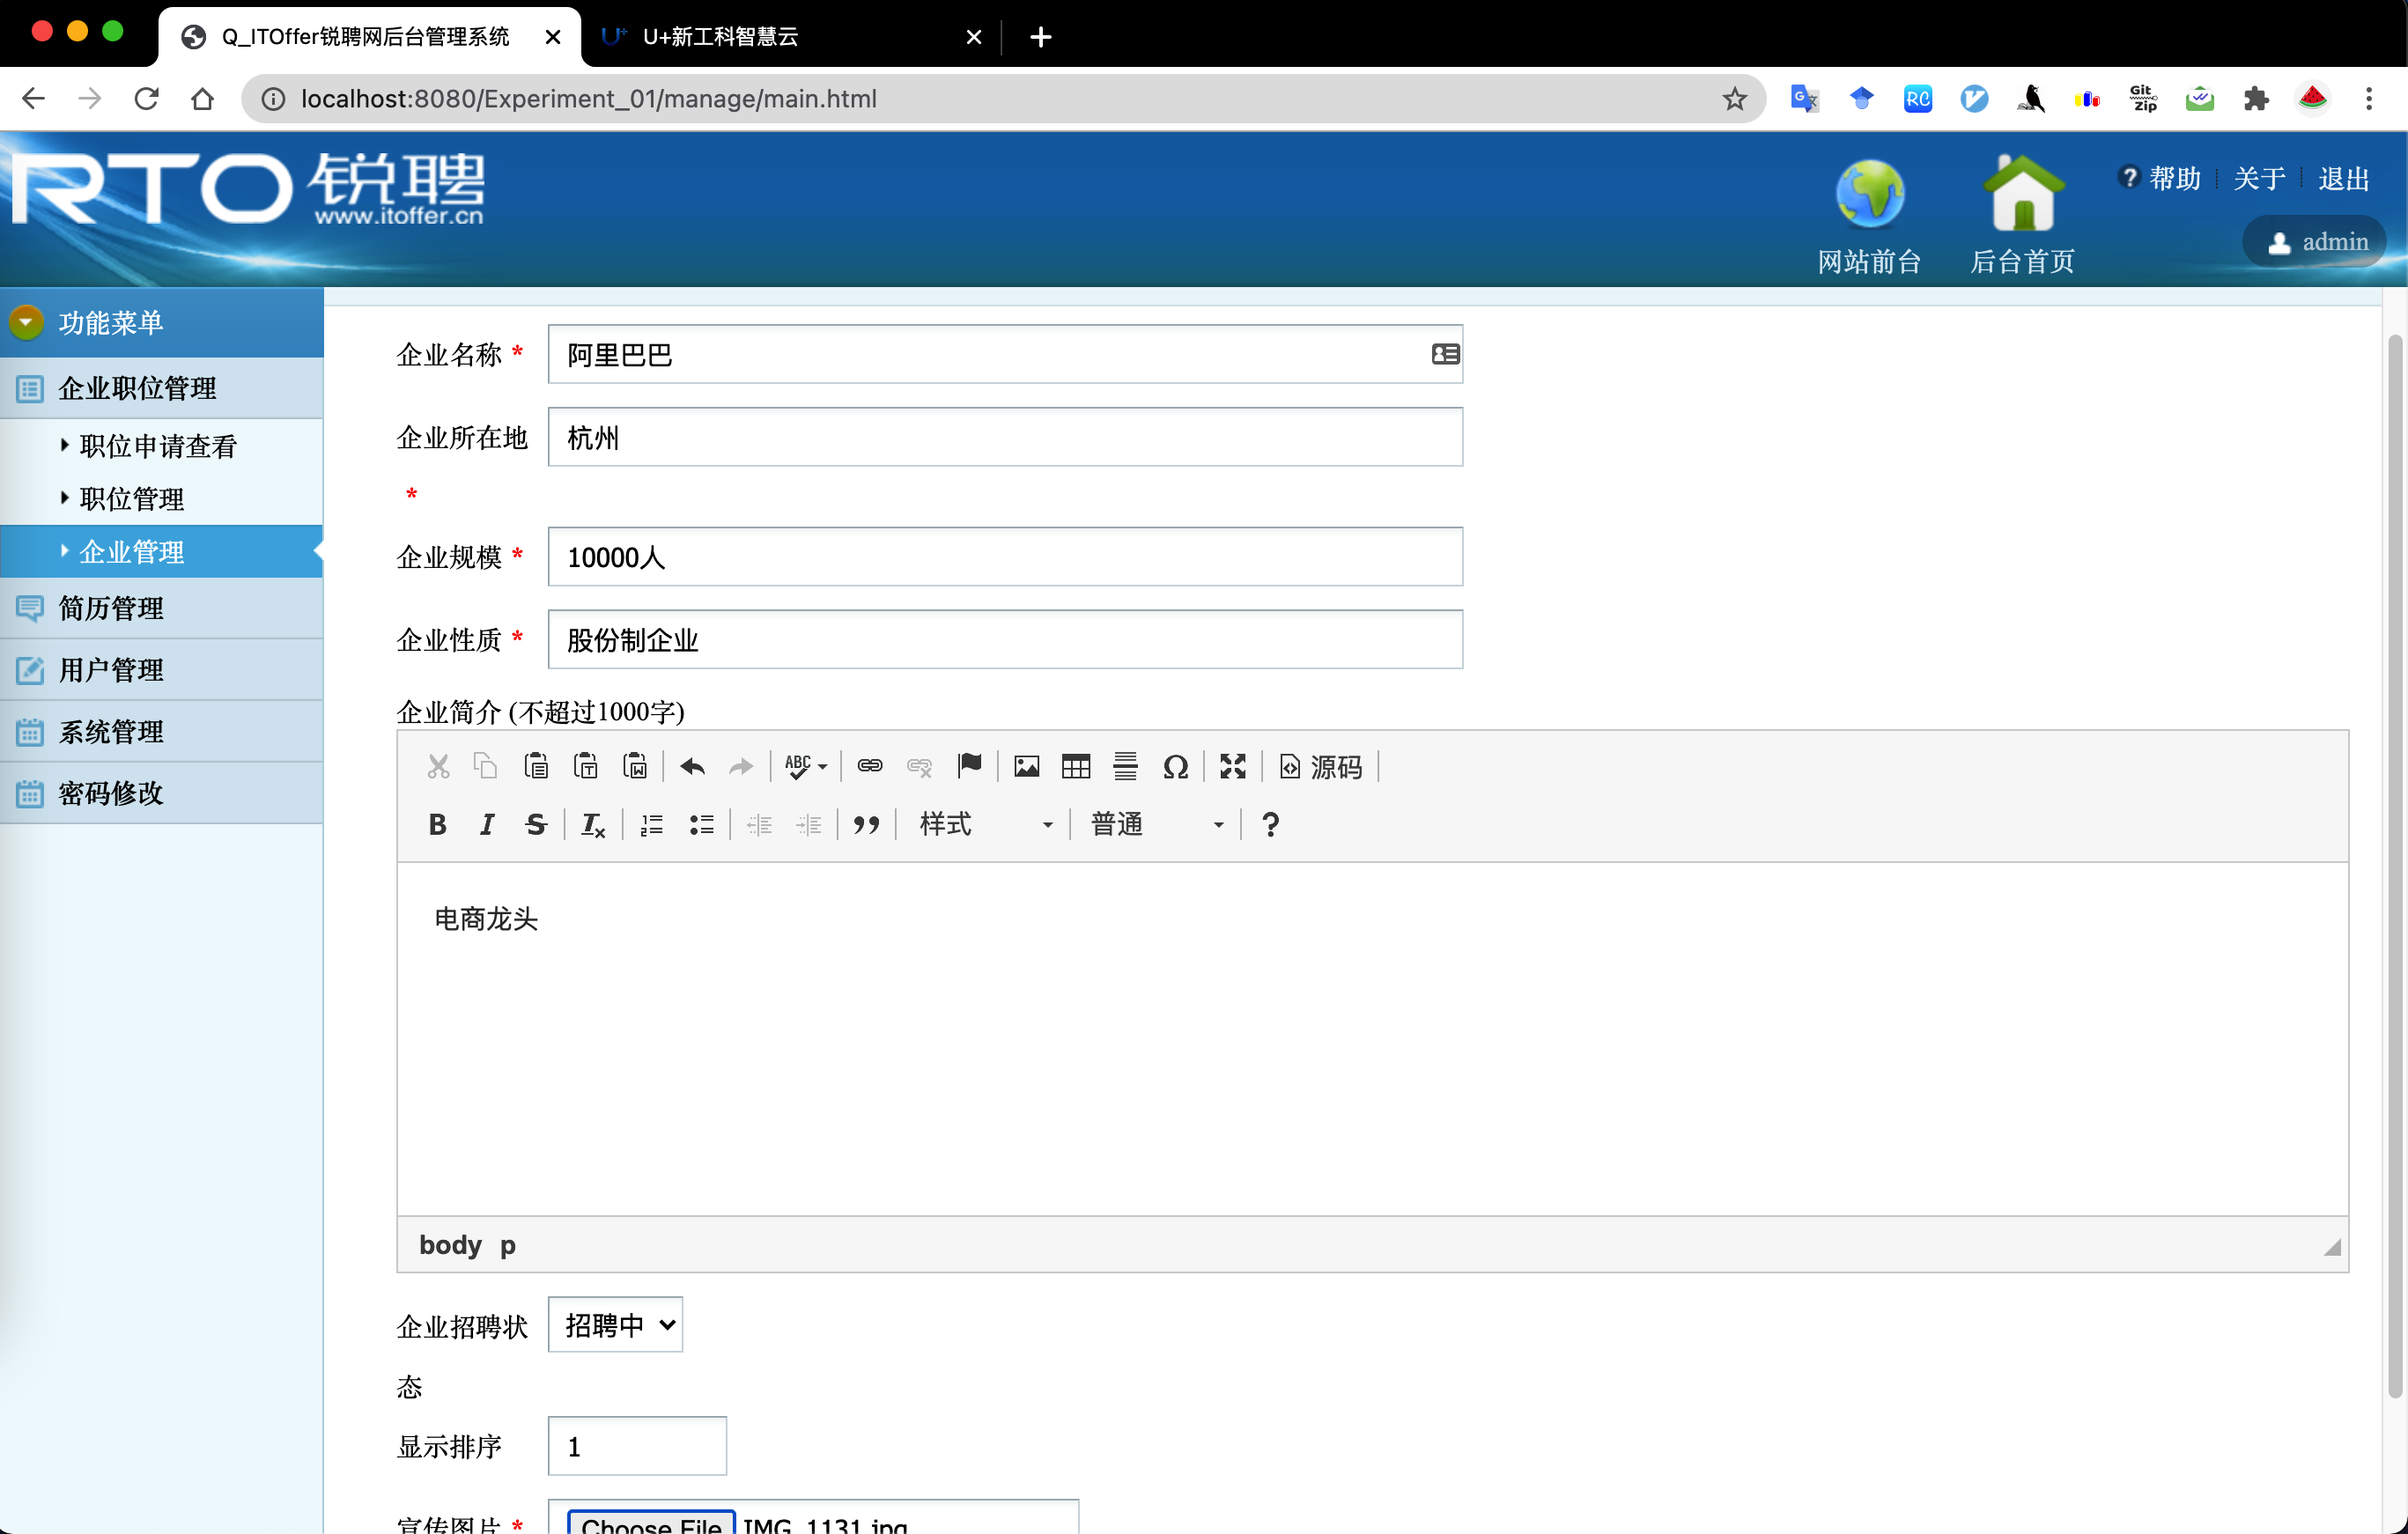 Q_ITOffer锐聘网后台管理系统
U+新工科智慧云
localhost:8080/Experiment_01/manage/main.html
RC
Git
Zip
RTO 锐聘
www.itoffer.cn
网站前台
后台首页
帮助
关于
退出
admin
功能菜单
企业职位管理
职位申请查看
职位管理
企业管理
简历管理
用户管理
系统管理
密码修改
企业名称 *
阿里巴巴
企业所在地
杭州
*
企业规模 *
10000人
企业性质 *
股份制企业
企业简介 (不超过1000字)
ABC
源码
B I S
样式
普通
?
电商龙头
body p
企业招聘状
态
招聘中
显示排序
1
宣传图片 *
Choose File IMG_1131.jpg